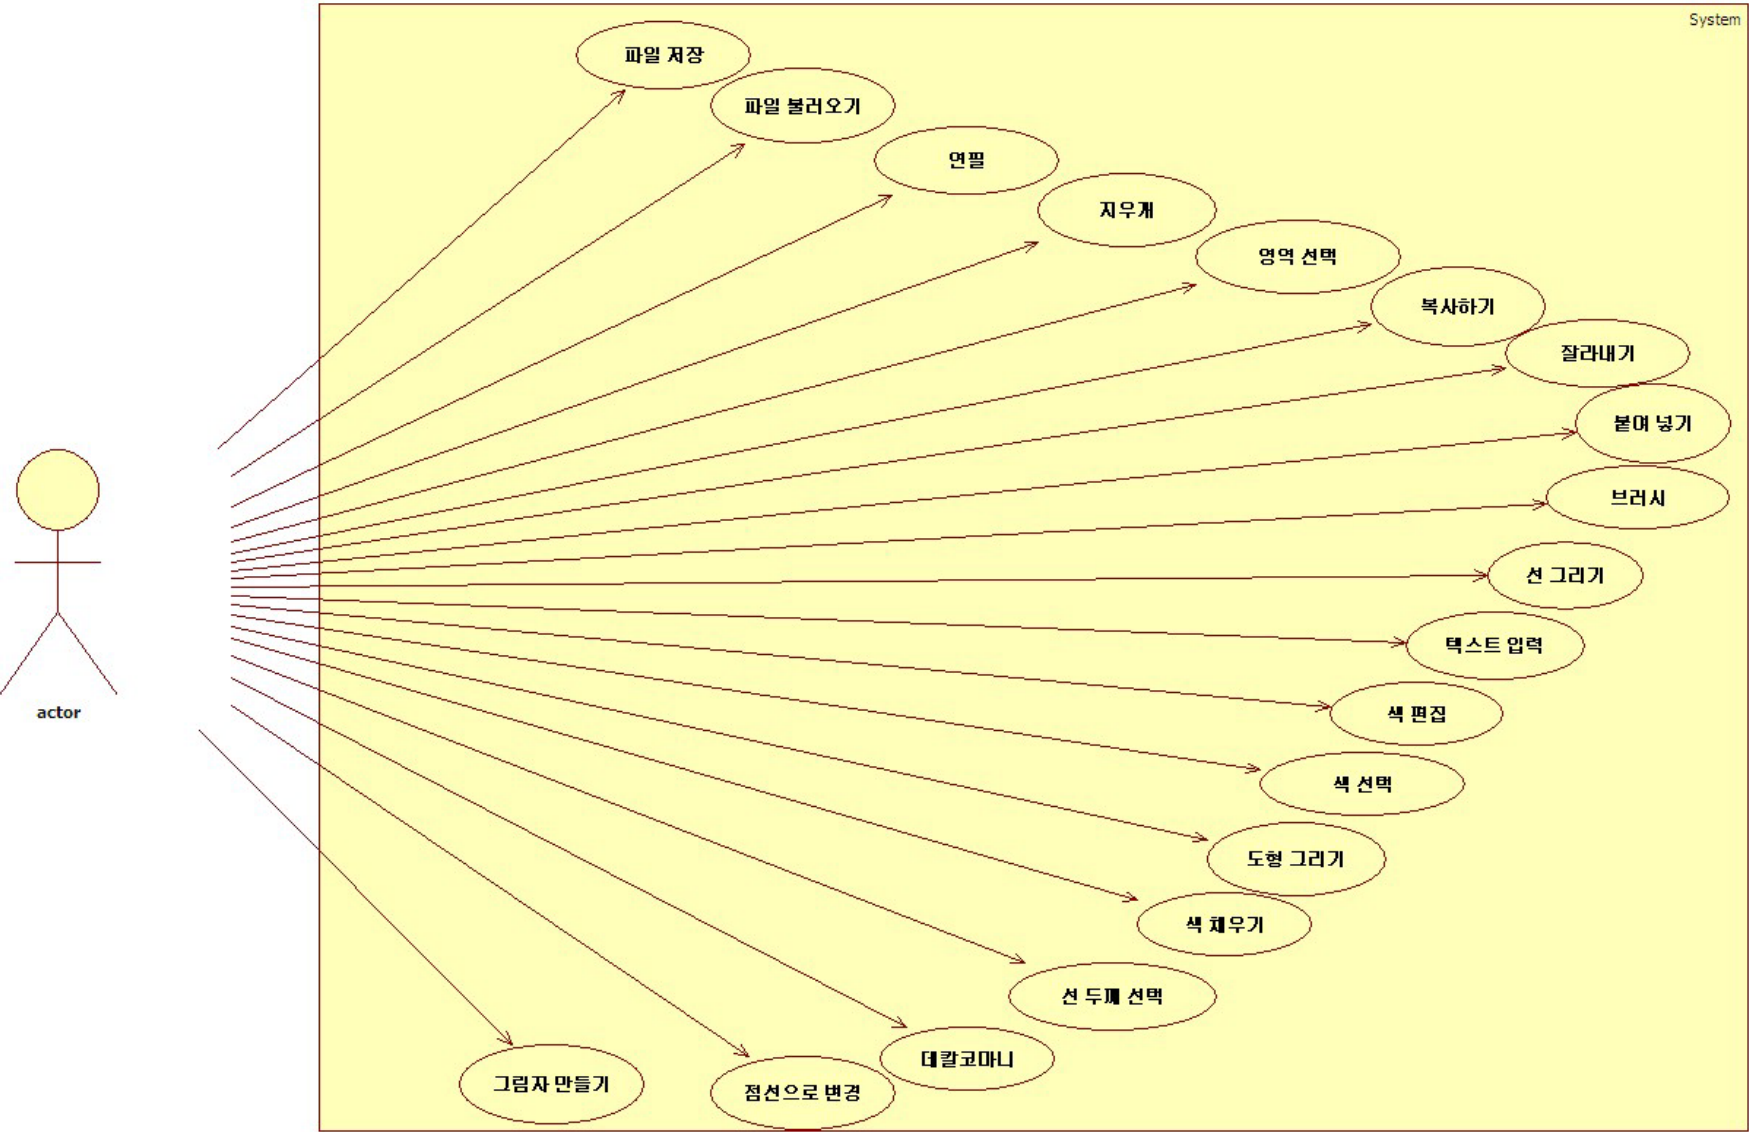 System
파일 저장
파일 불러오기
연필
지우개
영역 선택
복사하기
잘라내기
붙여 넣기
브러시
선 그리기
텍스트 입력
색 편집
색 선택
도형 그리기
색 채우기
선 두께 선택
데칼코마니
점선으로 변경
그림자 만들기
actor